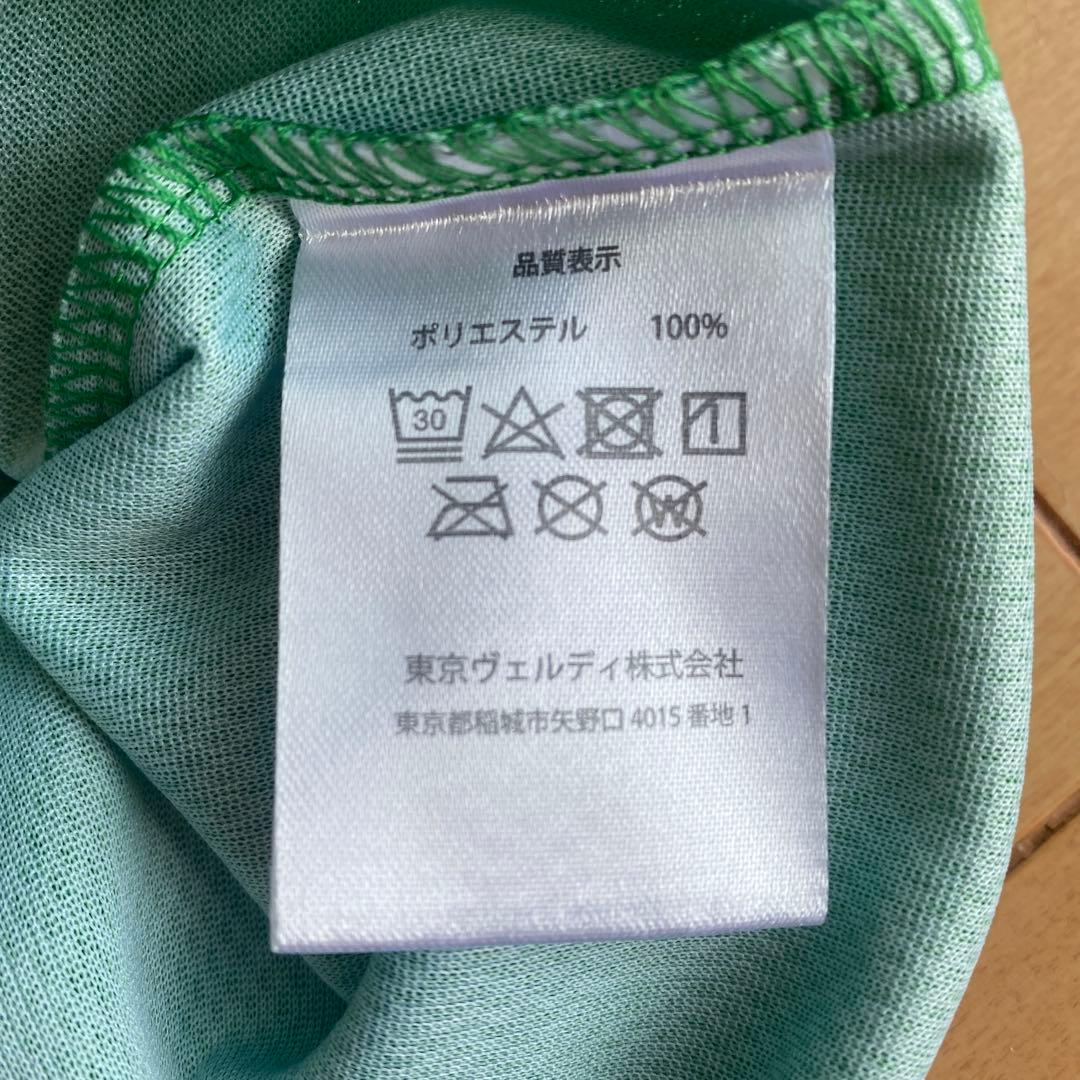 品質表示
ポリエステル 100%
30
W
東京ヴェルディ株式会社
東京都稲城市矢野口 4015 番地 1